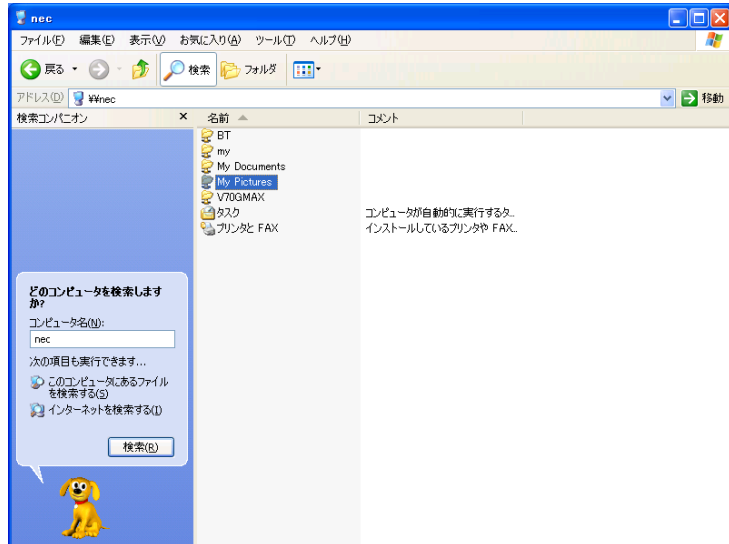 nec
ファイル(F) 編集(E) 表示(V) お気に入り(A) ツール(T) ヘルプ(H)
戻る 検索 フォルダ
アドレス(D) ¥¥nec 移動
検索コンパニオン × 名前 コメント
BT
my
My Documents
My Pictures
V70GMAX
タスク コンピュータが自動的に実行するタ...
プリンタと FAX インストールしているプリンタや FAX...
どのコンピュータを検索します
か?
コンピュータ名(N):
nec
次の項目も実行できます...
このコンピュータにあるファイル
を検索する(S)
インターネットを検索する(I)
検索(R)